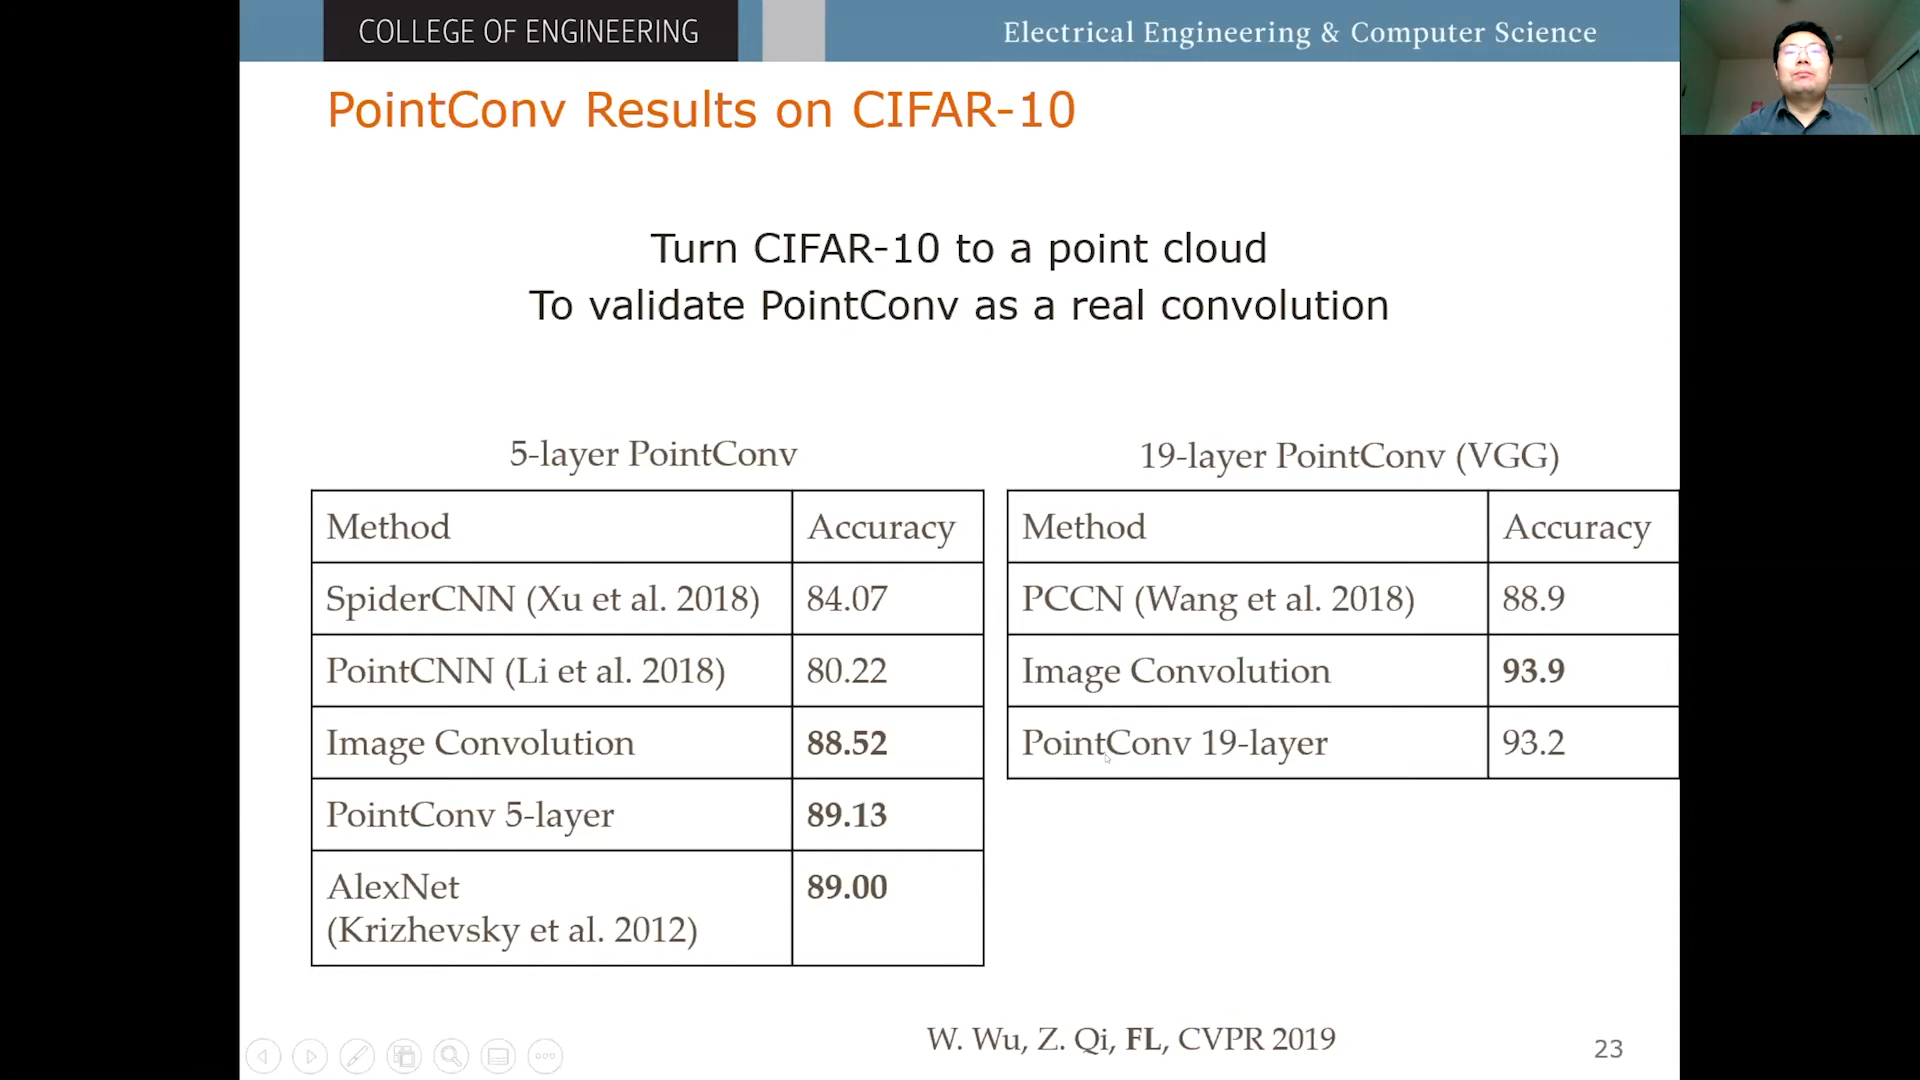 COLLEGE OF ENGINEERING
Electrical Engineering & Computer Science
PointConv Results on CIFAR-10
Turn CIFAR-10 to a point cloud
To validate PointConv as a real convolution
5-layer PointConv
Method Accuracy
SpiderCNN (Xu et al. 2018) 84.07
PointCNN (Li et al. 2018) 80.22
Image Convolution 88.52
PointConv 5-layer 89.13
AlexNet 89.00
(Krizhevsky et al. 2012)
19-layer PointConv (VGG)
Method Accuracy
PCCN (Wang et al. 2018) 88.9
Image Convolution 93.9
PointConv 19-layer 93.2
W. Wu, Z. Qi, FL, CVPR 2019
23